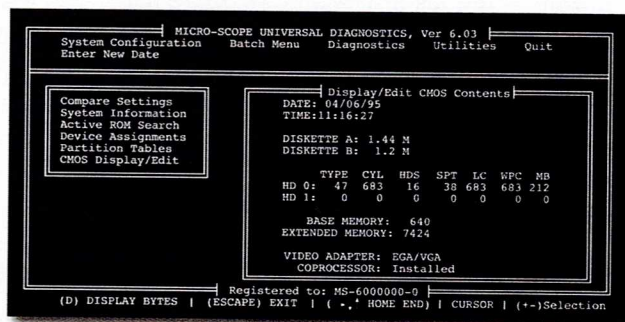 MICRO-SCOPE UNIVERSAL DIAGNOSTICS, Ver 6.03
System Configuration Batch Menu Diagnostics Utilities Quit
Enter New Date
Compare Settings
System Information
Active ROM Search
Device Assignments
Partition Tables
CMOS Display/Edit
Display/Edit CMOS Contents
DATE: 04/06/95
TIME:11:16:27
DISKETTE A: 1.44 M
DISKETTE B: 1.2 M
TYPE CYL HDS SPT LC WPC MB
HD 0: 47 683 16 38 683 683 212
HD 1: 0 0 0 0 0 0 0
BASE MEMORY: 640
EXTENDED MEMORY: 7424
VIDEO ADAPTER: EGA/VGA
COPROCESSOR: Installed
Registered to: MS-6000000-0
(D) DISPLAY BYTES | (ESCAPE) EXIT | ( HOME END) | CURSOR | (+-)Selection